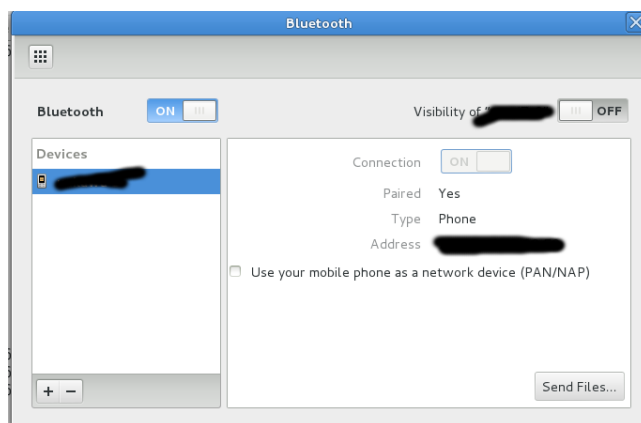 Bluetooth
Bluetooth ON
Visibility of " OFF
Devices
Connection ON
Paired Yes
Type Phone
Address
Use your mobile phone as a network device (PAN/NAP)
+ −
Send Files...